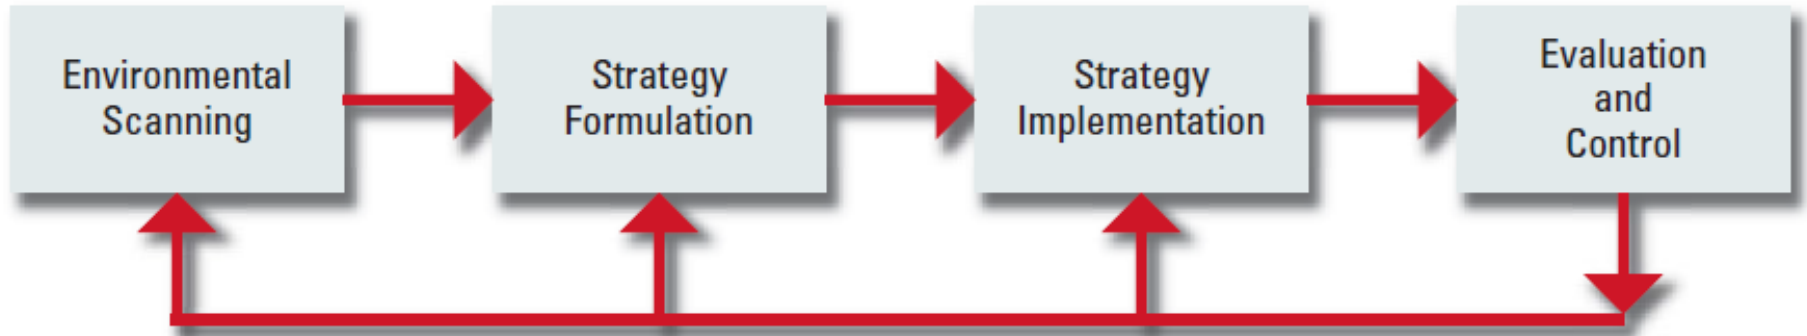 Environmental
Scanning
Strategy
Formulation
Strategy
Implementation
Evaluation
and
Control